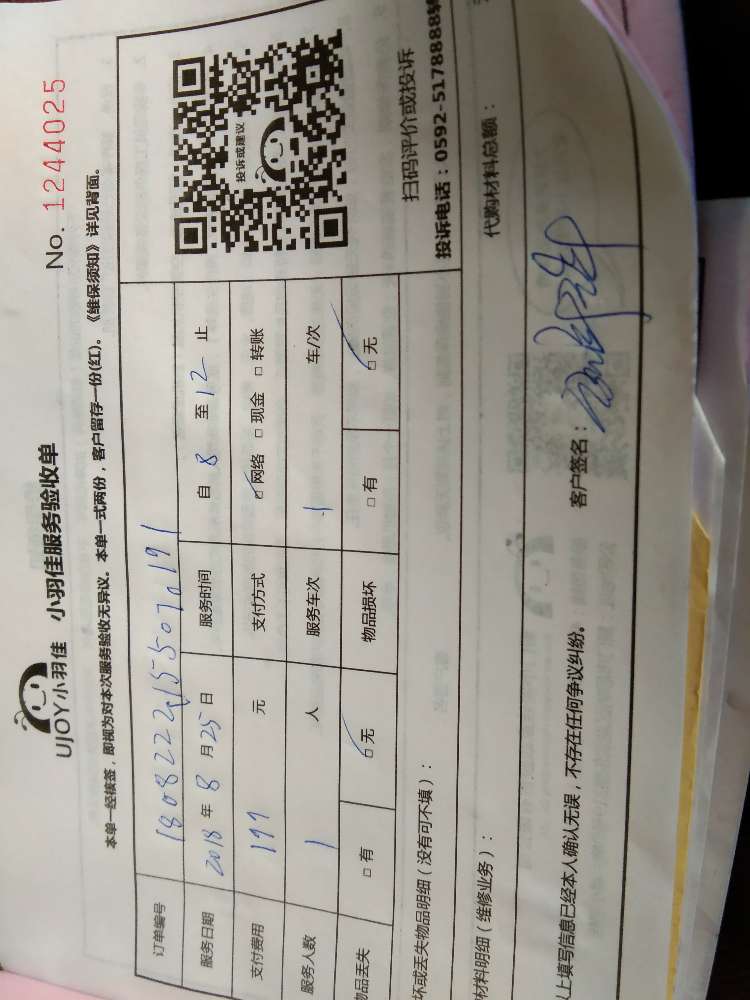 UJOY小羽佳 小羽佳服务验收单
No. 1244025
本单一经核签，即视为对本次服务验收无异议。本单一式两份，客户留存一份(红)。《维保须知》详见背面。
订单编号
服务日期 2018 年 8 月 25 日 服务时间 自 8 至 12 止
支付费用 元 支付方式 网络 □ 现金 □ 转账
服务人数 1 人 服务车次 1 车/次
物品丢失 □ 有 □ 无 物品损坏 □ 有 □ 无
投诉或建议
扫码评价或投诉
投诉电话：0592-5178888转
坏或丢失物品明细（没有可不填）：
材料明细（维修业务）： 代购材料总额：
上填写信息已经本人确认无误，不存在任何争议纠纷。 客户签名：